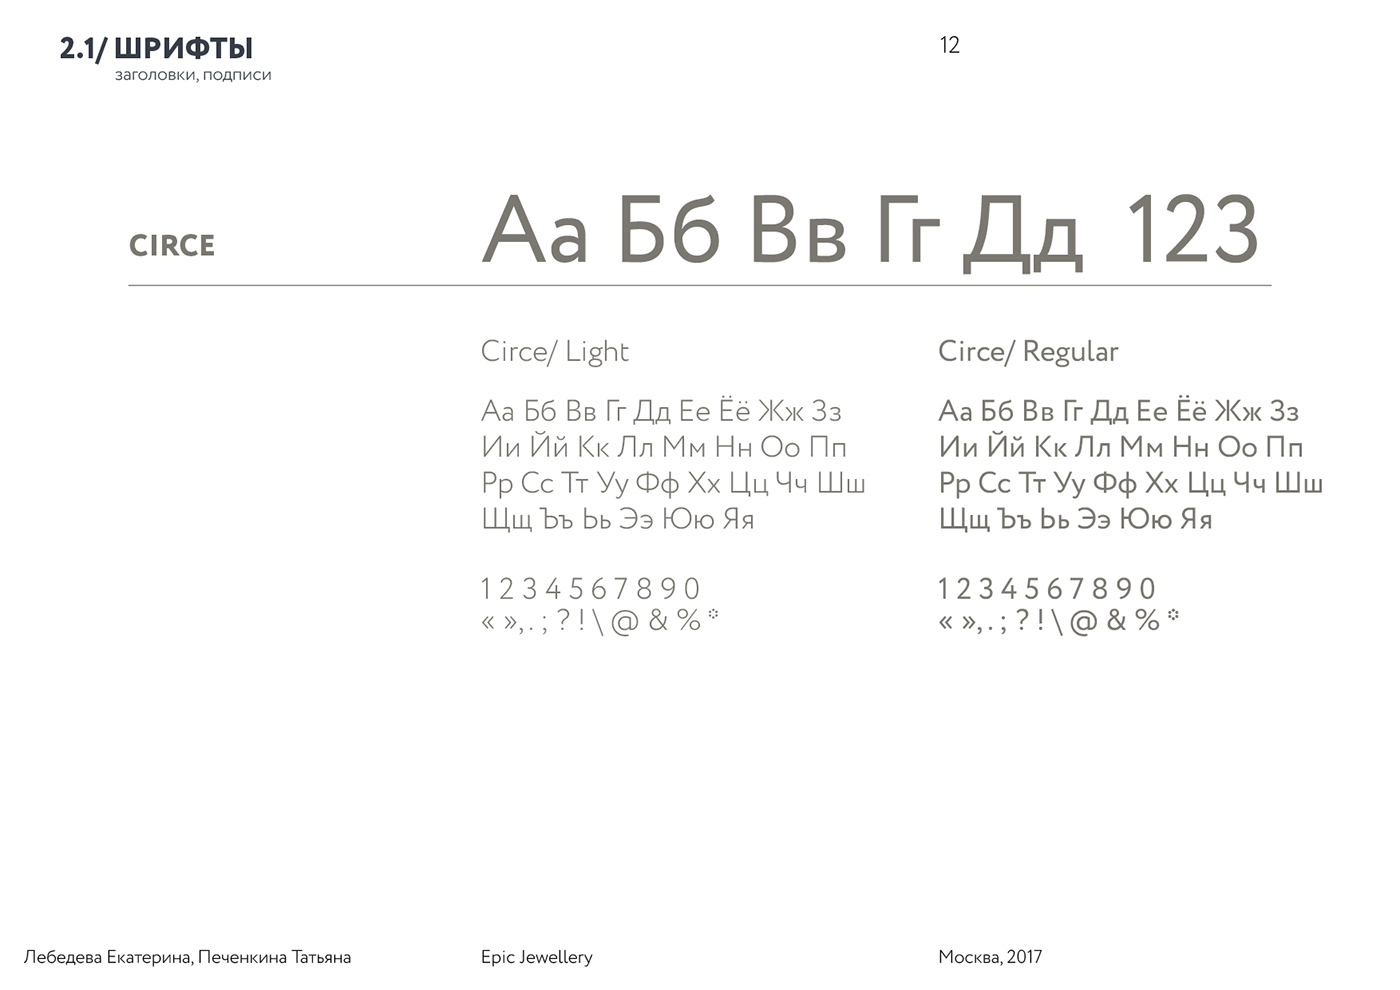 2.1/ ШРИФТЫ
заголовки, подписи
12
CIRCE
Аа Бб Вв Гг Дд 123
Circe/ Light
Аа Бб Вв Гг Дд Ее Ёё Жж Зз
Ии Йй Кк Лл Мм Нн Оо Пп
Рр Сс Тт Уу Фф Хх Цц Чч Шш
Щщ Ъъ Ьь Ээ Юю Яя
1 2 3 4 5 6 7 8 9 0
« »,. ; ? ! \ @ & % *
Circe/ Regular
Аа Бб Вв Гг Дд Ее Ёё Жж Зз
Ии Йй Кк Лл Мм Нн Оо Пп
Рр Сс Тт Уу Фф Хх Цц Чч Шш
Щщ Ъъ Ьь Ээ Юю Яя
1 2 3 4 5 6 7 8 9 0
« »,. ; ? ! \ @ & % *
Лебедева Екатерина, Печенкина Татьяна
Epic Jewellery
Москва, 2017